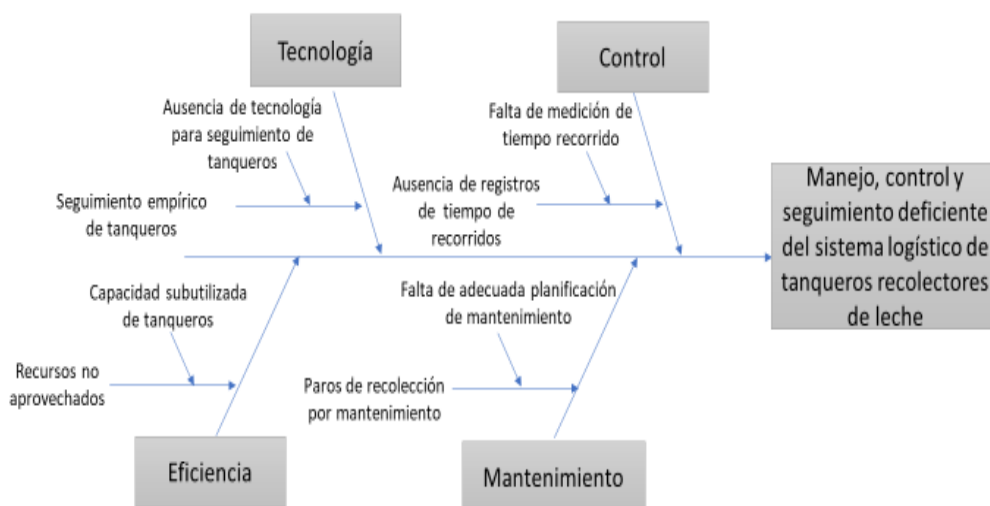 Tecnología
Control
Ausencia de tecnología
para seguimiento de
tanqueros
Falta de medición de
tiempo recorrido
Seguimiento empírico
de tanqueros
Ausencia de registros
de tiempo de
recorridos
Manejo, control y
seguimiento deficiente
del sistema logístico de
tanqueros recolectores
de leche
Capacidad subutilizada
de tanqueros
Falta de adecuada planificación
de mantenimiento
Recursos no
aprovechados
Paros de recolección
por mantenimiento
Eficiencia
Mantenimiento